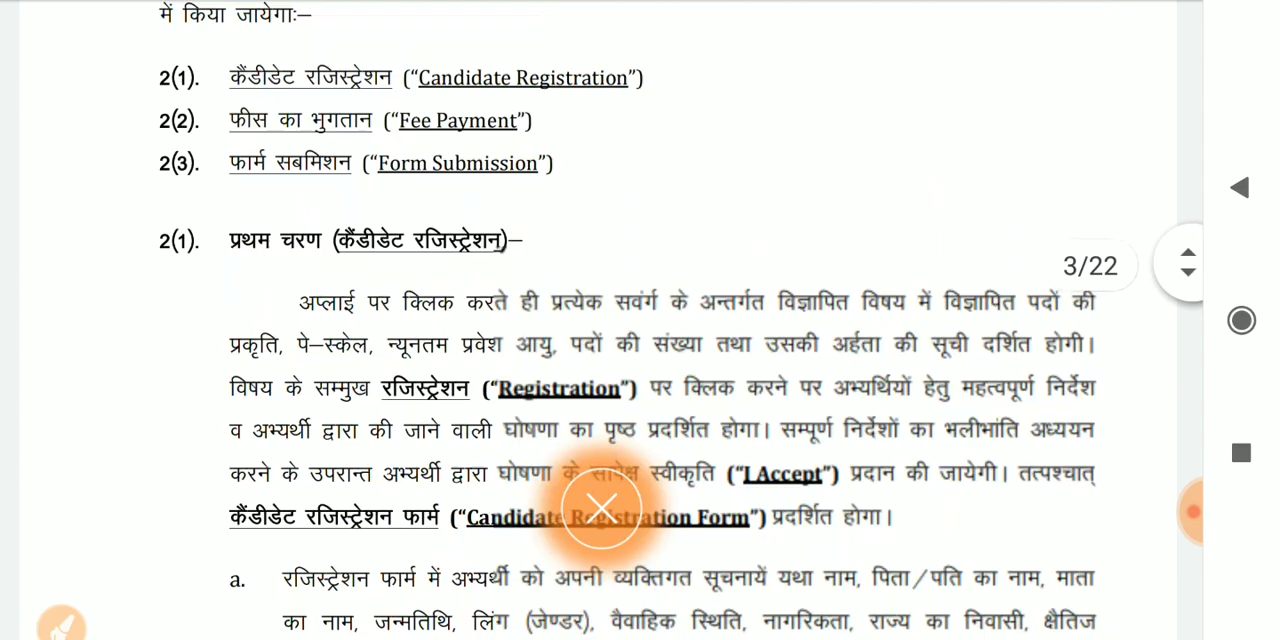 में किया जायेगाः–
2(1). कैंडीडेट रजिस्ट्रेशन (“Candidate Registration”)
2(2). फीस का भुगतान (“Fee Payment”)
2(3). फार्म सबमिशन (“Form Submission”)
2(1). प्रथम चरण (कैंडीडेट रजिस्ट्रेशन)–
3/22
अप्लाई पर क्लिक करते ही प्रत्येक सवंर्ग के अन्तर्गत विज्ञापित विषय में विज्ञापित पदों की
प्रकृति, पे–स्केल, न्यूनतम प्रवेश आयु, पदों की संख्या तथा उसकी अर्हता की सूची दर्शित होगी।
विषय के सम्मुख रजिस्ट्रेशन (“Registration”) पर क्लिक करने पर अभ्यर्थियों हेतु महत्वपूर्ण निर्देश
व अभ्यर्थी द्वारा की जाने वाली घोषणा का पृष्ठ प्रदर्शित होगा। सम्पूर्ण निर्देशों का भलीभांति अध्ययन
करने के उपरान्त अभ्यर्थी द्वारा घोषणा के सापेक्ष स्वीकृति (“I Accept”) प्रदान की जायेगी। तत्पश्चात्
कैंडीडेट रजिस्ट्रेशन फार्म (“Candidate Registration Form”) प्रदर्शित होगा।
a. रजिस्ट्रेशन फार्म में अभ्यर्थी को अपनी व्यक्तिगत सूचनायें यथा नाम, पिता/पति का नाम, माता
का नाम, जन्मतिथि, लिंग (जेण्डर), वैवाहिक स्थिति, नागरिकता, राज्य का निवासी, क्षैतिज